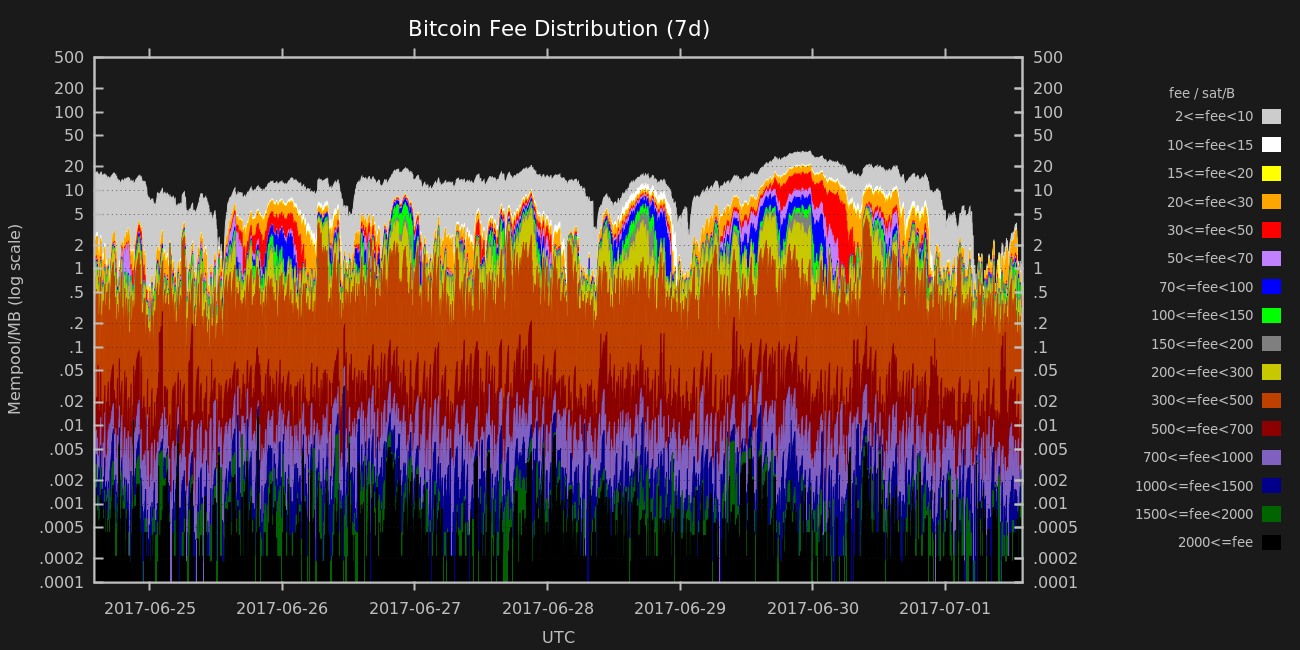 Bitcoin Fee Distribution (7d)
500
200
100
50
20
10
5
2
1
.5
.2
.1
.05
.02
.01
.005
.002
.001
.0005
.0002
.0001
Mempool/MB (log scale)
500
200
100
50
20
10
5
2
1
.5
.2
.1
.05
.02
.01
.005
.002
.001
.0005
.0002
.0001
2017-06-25 2017-06-26 2017-06-27 2017-06-28 2017-06-29 2017-06-30 2017-07-01
UTC
fee / sat/B
2<=fee<10
10<=fee<15
15<=fee<20
20<=fee<30
30<=fee<50
50<=fee<70
70<=fee<100
100<=fee<150
150<=fee<200
200<=fee<300
300<=fee<500
500<=fee<700
700<=fee<1000
1000<=fee<1500
1500<=fee<2000
2000<=fee